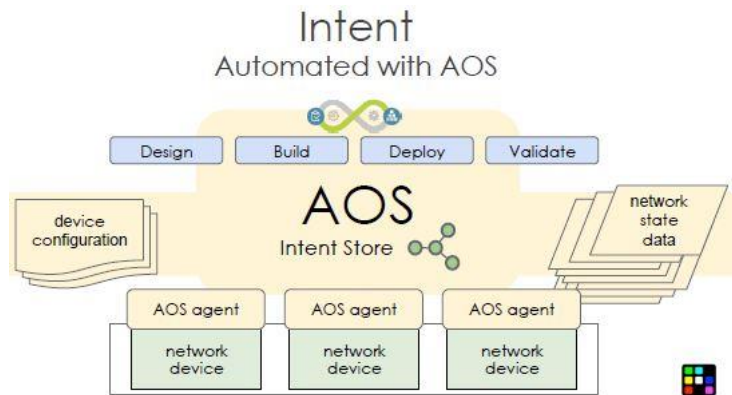 Intent
Automated with AOS
Design
Build
Deploy
Validate
device
configuration
AOS
Intent Store
network
state
data
AOS agent
AOS agent
AOS agent
network
device
network
device
network
device